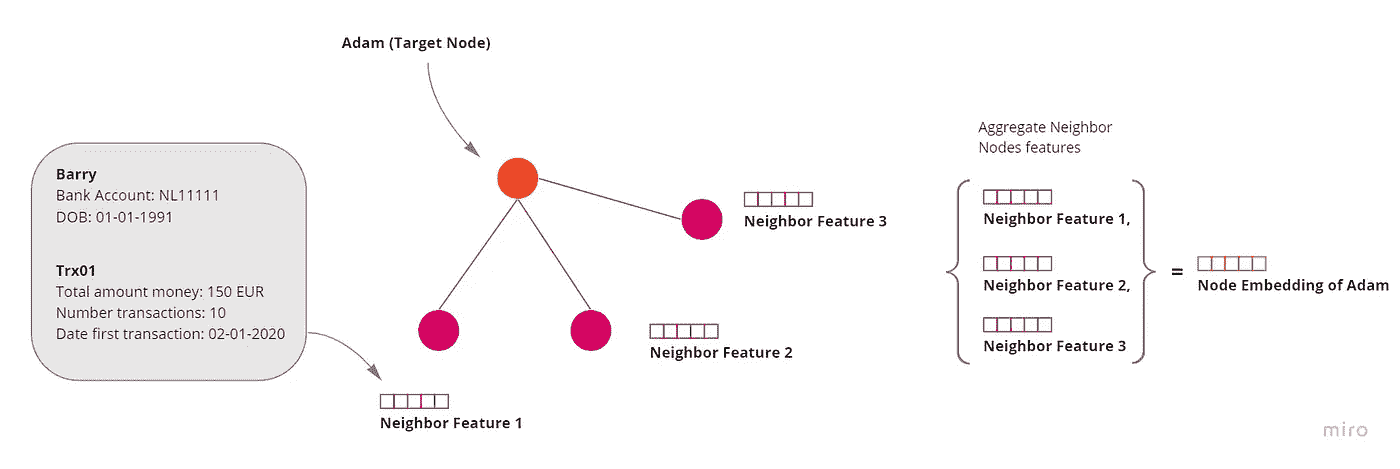 Adam (Target Node)
Barry
Bank Account: NL11111
DOB: 01-01-1991
Trx01
Total amount money: 150 EUR
Number transactions: 10
Date first transaction: 02-01-2020
Neighbor Feature 1
Neighbor Feature 2
Neighbor Feature 3
Aggregate Neighbor
Nodes features
Neighbor Feature 1,
Neighbor Feature 2,
Neighbor Feature 3
=
Node Embedding of Adam
miro